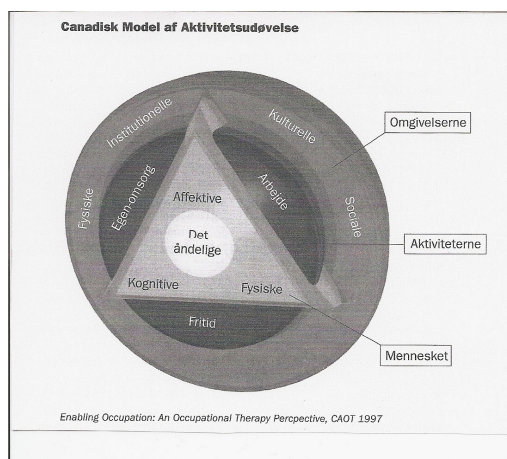 Canadisk Model af Aktivitetsudøvelse
Institutionelle
Kulturelle
Omgivelserne
Fysiske
Egen-omsorg
Arbejde
Sociale
Affektive
Det
åndelige
Aktiviteterne
Kognitive
Fysiske
Fritid
Mennesket
Enabling Occupation: An Occupational Therapy Percpective, CAOT 1997